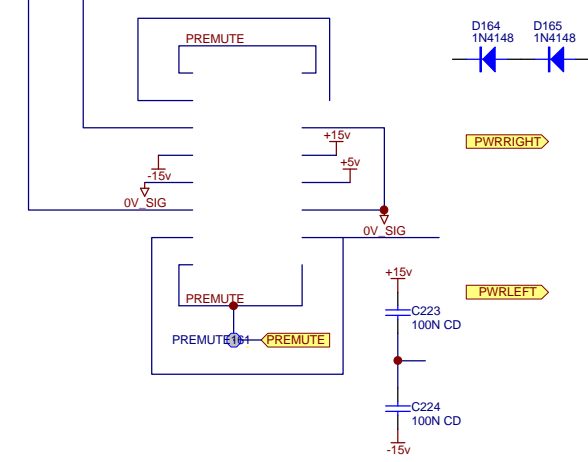 D164
1N4148
D165
1N4148
PREMUTE
+15v
PWRRIGHT
-15v
+5v
0V_SIG
0V_SIG
+15v
PREMUTE
PWRLEFT
C223
100N CD
PREMUTE161
PREMUTE
C224
100N CD
-15v